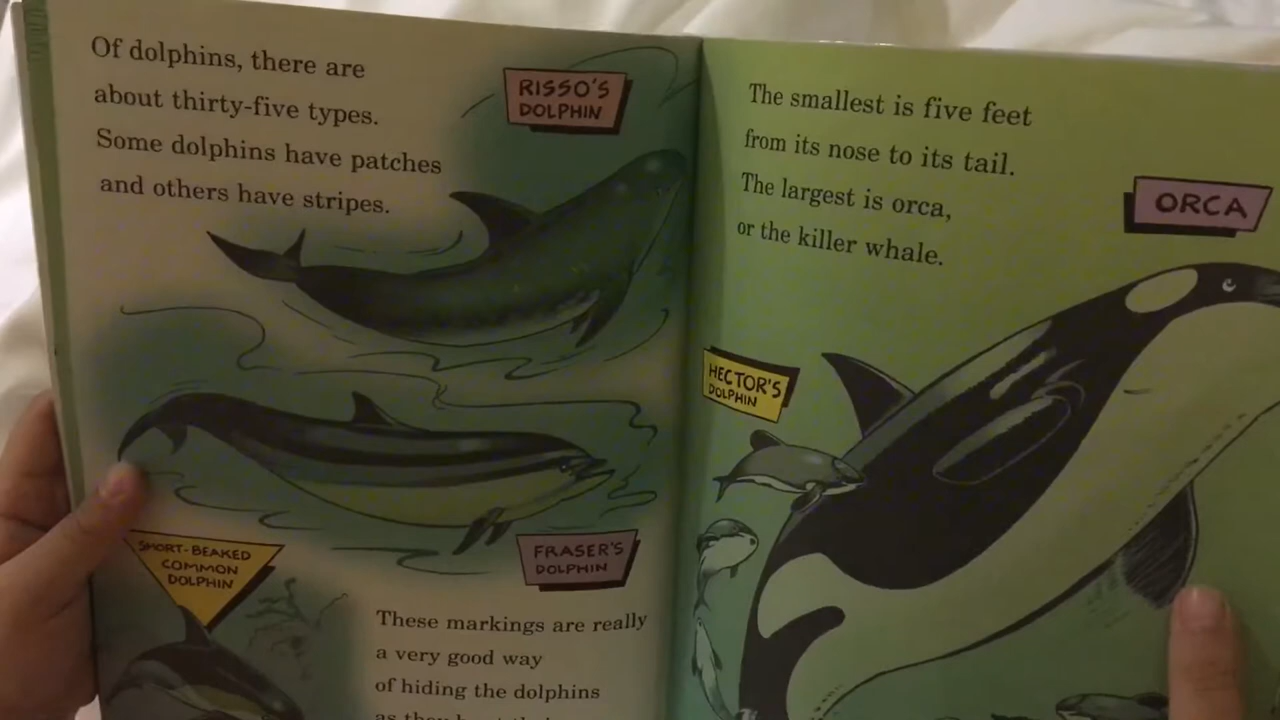 Of dolphins, there are
about thirty-five types.
Some dolphins have patches
and others have stripes.
RISSO'S
DOLPHIN
FRASER'S
DOLPHIN
SHORT-BEAKED
COMMON
DOLPHIN
These markings are really
a very good way
of hiding the dolphins
as they
The smallest is five feet
from its nose to its tail.
The largest is orca,
or the killer whale.
ORCA
HECTOR'S
DOLPHIN